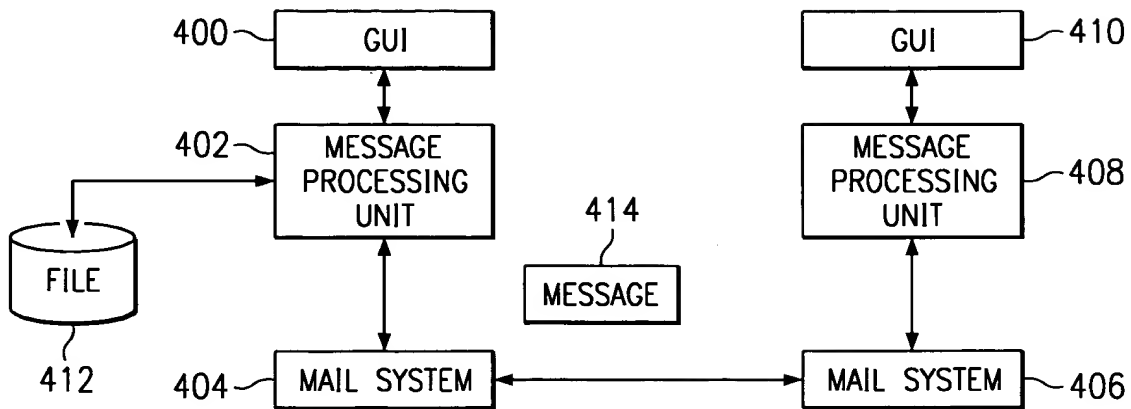 400
GUI
GUI
410
402
MESSAGE
PROCESSING
UNIT
MESSAGE
PROCESSING
UNIT
408
414
FILE
MESSAGE
412
404
MAIL SYSTEM
MAIL SYSTEM
406